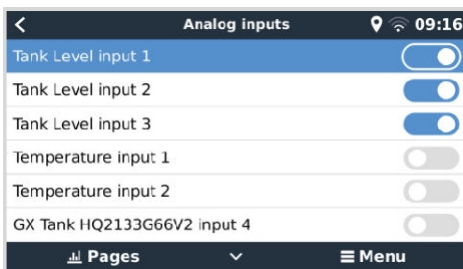 Analog inputs 09:16
Tank Level input 1
Tank Level input 2
Tank Level input 3
Temperature input 1
Temperature input 2
GX Tank HQ2133G66V2 input 4
Pages Menu